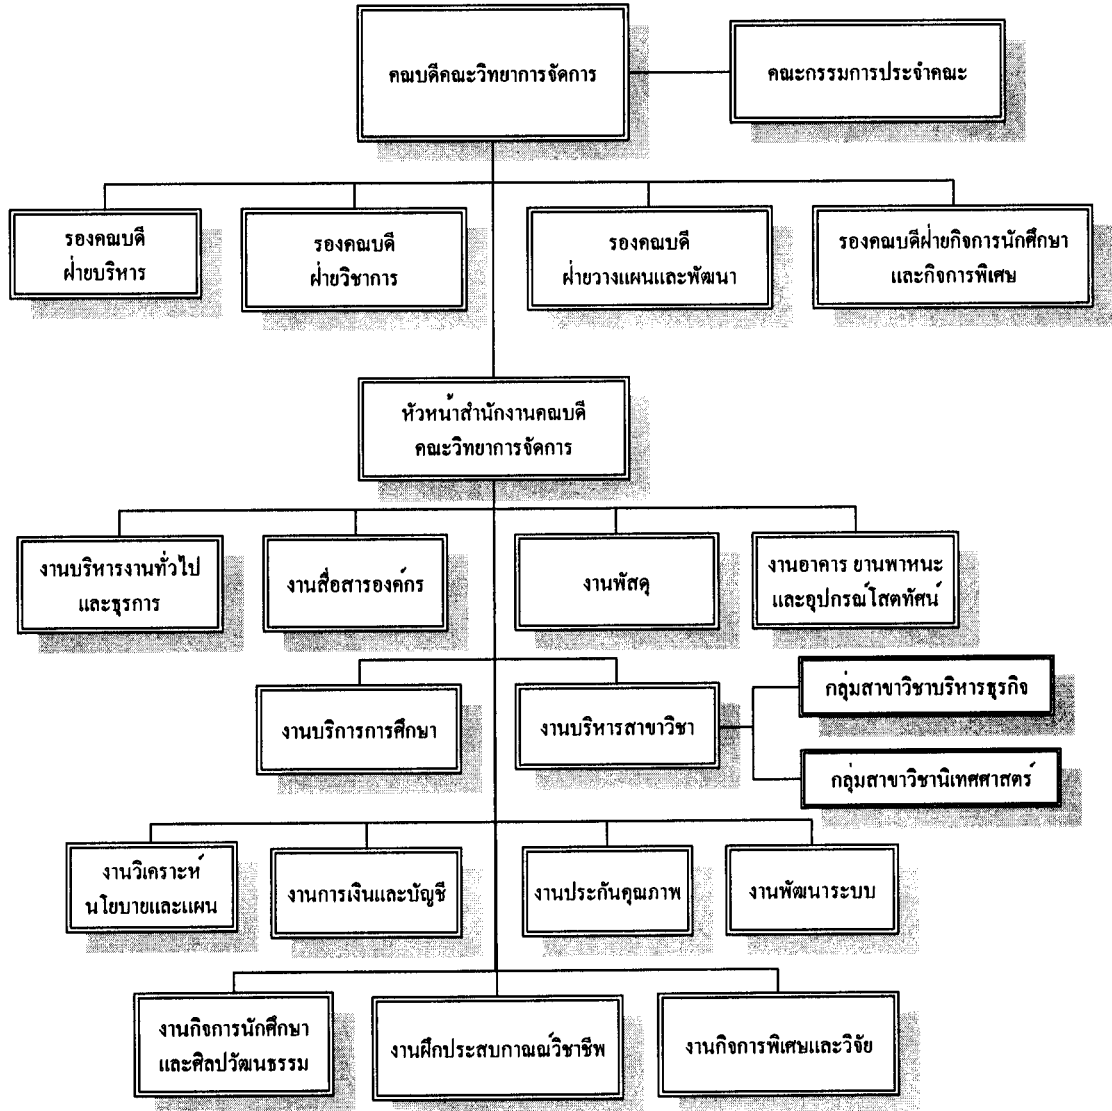 คณบดีคณะวิทยาการจัดการ
คณะกรรมการประจำคณะ
รองคณบดี
ฝ่ายบริหาร
รองคณบดี
ฝ่ายวิชาการ
รองคณบดี
ฝ่ายวางแผนและพัฒนา
รองคณบดีฝ่ายกิจการนักศึกษา
และกิจการพิเศษ
หัวหน้าสำนักงานคณบดี
คณะวิทยาการจัดการ
งานบริหารงานทั่วไป
และธุรการ
งานสื่อสารองค์กร
งานพัสดุ
งานอาคาร ยานพาหนะ
และอุปกรณ์โสตทัศน์
งานบริการการศึกษา
งานบริหารสาขาวิชา
กลุ่มสาขาวิชาบริหารธุรกิจ
กลุ่มสาขาวิชานิเทศศาสตร์
งานวิเคราะห์
นโยบายและแผน
งานการเงินและบัญชี
งานประกันคุณภาพ
งานพัฒนาระบบ
งานกิจการนักศึกษา
และศิลปวัฒนธรรม
งานฝึกประสบกาณณ์วิชาชีพ
งานกิจการพิเศษและวิจัย